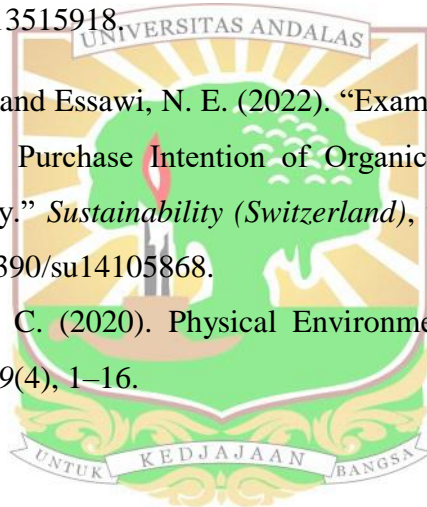 13515918.
UNIVERSITAS ANDALAS
and Essawi, N. E. (2022). “Exam
Purchase Intention of Organic
y.” Sustainability (Switzerland),
390/su14105868.
C. (2020). Physical Environme
9(4), 1–16.
UNTUK KEDJAJAAN BANGSA